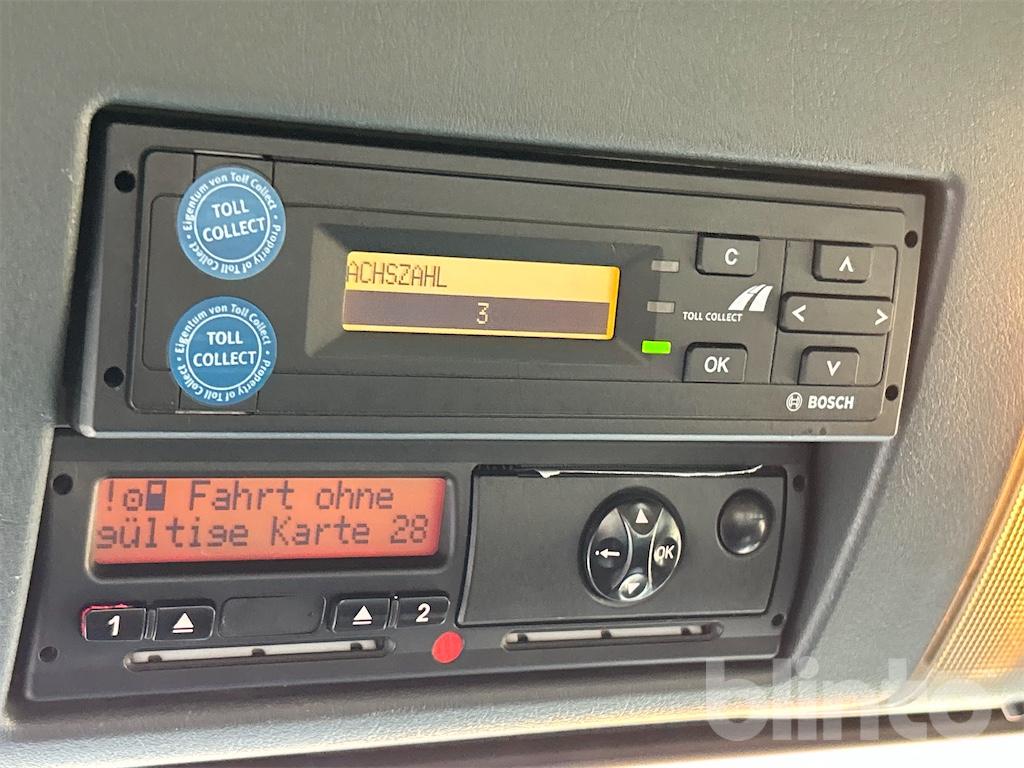 Eigentum von Toll Collect • Property of Toll Collect •
TOLL
COLLECT
ACHSZAHL
3
C
TOLL COLLECT
OK
BOSCH
Eigentum von Toll Collect • Property of Toll Collect •
TOLL
COLLECT
! Fahrt ohne
gültige Karte 28
OK
1
2
blinto